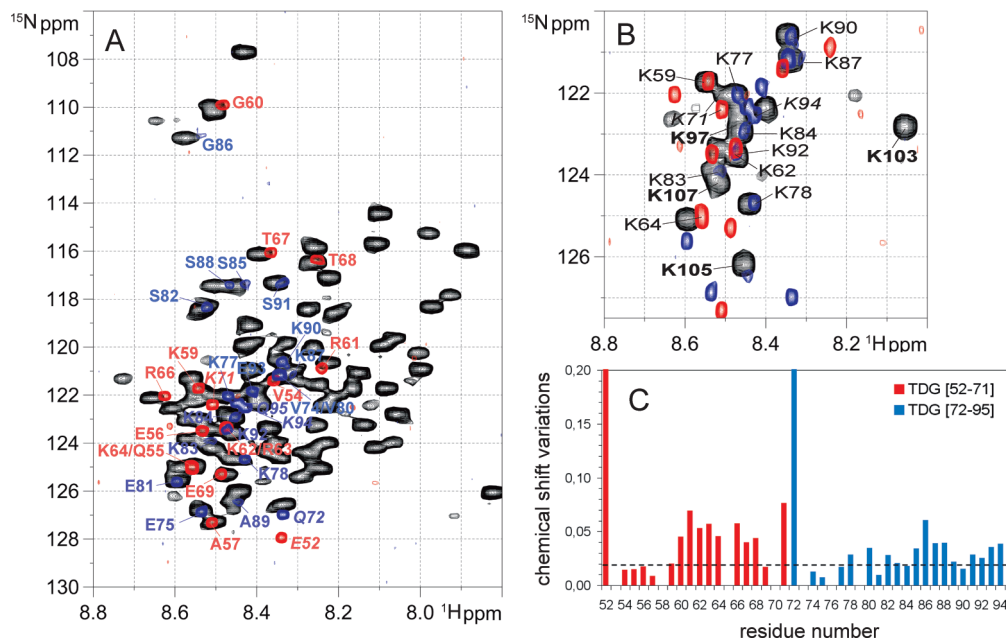 15N ppm
A
108
110
112
114
116
118
120
122
124
126
128
130
8.8
8.6
8.4
8.2
8.0 1H ppm
G60
G86
T67
T68
S88 S85
S82
S91
K90
K59
R61
R66
K71
K77
V54
Q95
V74/V80
K94
E56
K92
K64/Q55
K83
K62/R63
K78
E81
E69
E75
A89
Q72
A57
E52
15N ppm
B
122
124
126
8.8
8.6
8.4
8.2 1H ppm
K90
K77
K59
K87
K71
K94
K97
K84
K92
K103
K83
K62
K107
K78
K64
K105
C
chemical shift variations
0,20
0,15
0,10
0,05
0,00
TDG [52-71]
TDG [72-95]
52 54 56 58 60 62 64 66 68 70 72 74 76 78 80 82 84 86 88 90 92 94
residue number